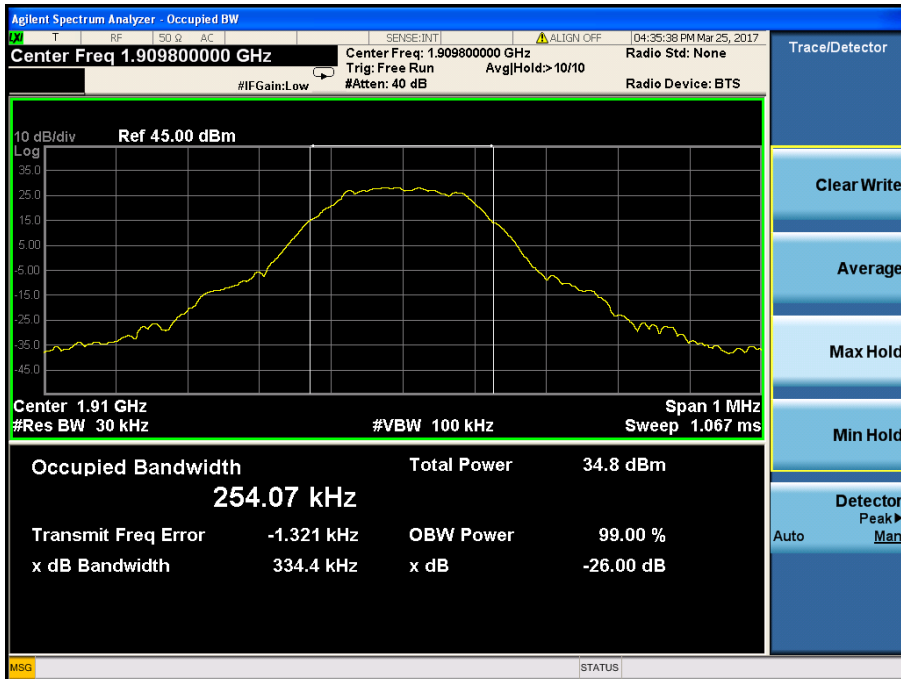 Agilent Spectrum Analyzer - Occupied BW
LXI T RF 50 Ω AC SENSE:INT ALIGN OFF 04:35:38 PM Mar 25, 2017
Center Freq 1.909800000 GHz
Center Freq: 1.909800000 GHz
Radio Std: None
Trig: Free Run Avg|Hold:>10/10
#IFGain:Low
#Atten: 40 dB
Radio Device: BTS
Trace/Detector
10 dB/div Ref 45.00 dBm
Log
35.0
25.0
15.0
5.00
-5.00
-15.0
-25.0
-35.0
-45.0
Center 1.91 GHz Span 1 MHz
#Res BW 30 kHz #VBW 100 kHz Sweep 1.067 ms
Occupied Bandwidth Total Power 34.8 dBm
254.07 kHz
Transmit Freq Error -1.321 kHz OBW Power 99.00 %
x dB Bandwidth 334.4 kHz x dB -26.00 dB
Clear Write
Average
Max Hold
Min Hold
Detector
Peak▶
Auto Man
MSG STATUS